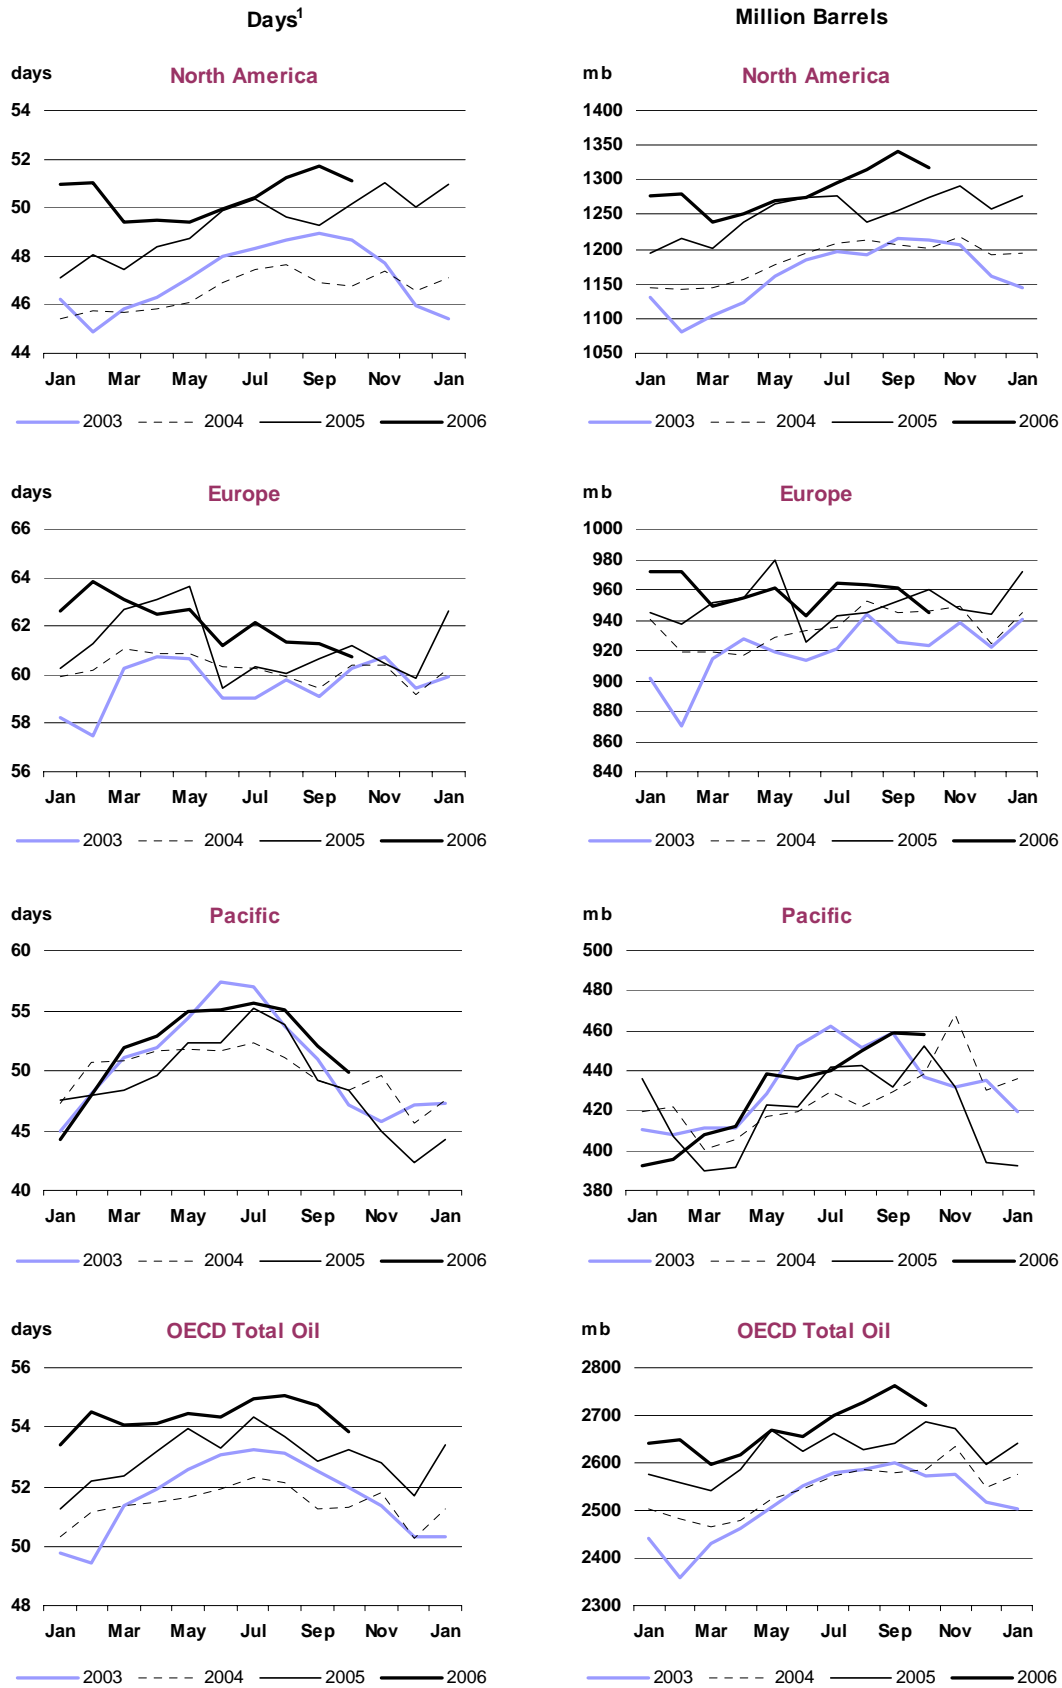 Days1
Million Barrels
days
North America
54
52
50
48
46
44
Jan Mar May Jul Sep Nov Jan
2003 2004 2005 2006
mb
North America
1400
1350
1300
1250
1200
1150
1100
1050
Jan Mar May Jul Sep Nov Jan
2003 2004 2005 2006
days
Europe
66
64
62
60
58
56
Jan Mar May Jul Sep Nov Jan
2003 2004 2005 2006
mb
Europe
1000
980
960
940
920
900
880
860
840
Jan Mar May Jul Sep Nov Jan
2003 2004 2005 2006
days
Pacific
60
55
50
45
40
Jan Mar May Jul Sep Nov Jan
2003 2004 2005 2006
mb
Pacific
500
480
460
440
420
400
380
Jan Mar May Jul Sep Nov Jan
2003 2004 2005 2006
days
OECD Total Oil
56
54
52
50
48
Jan Mar May Jul Sep Nov Jan
2003 2004 2005 2006
mb
OECD Total Oil
2800
2700
2600
2500
2400
2300
Jan Mar May Jul Sep Nov Jan
2003 2004 2005 2006